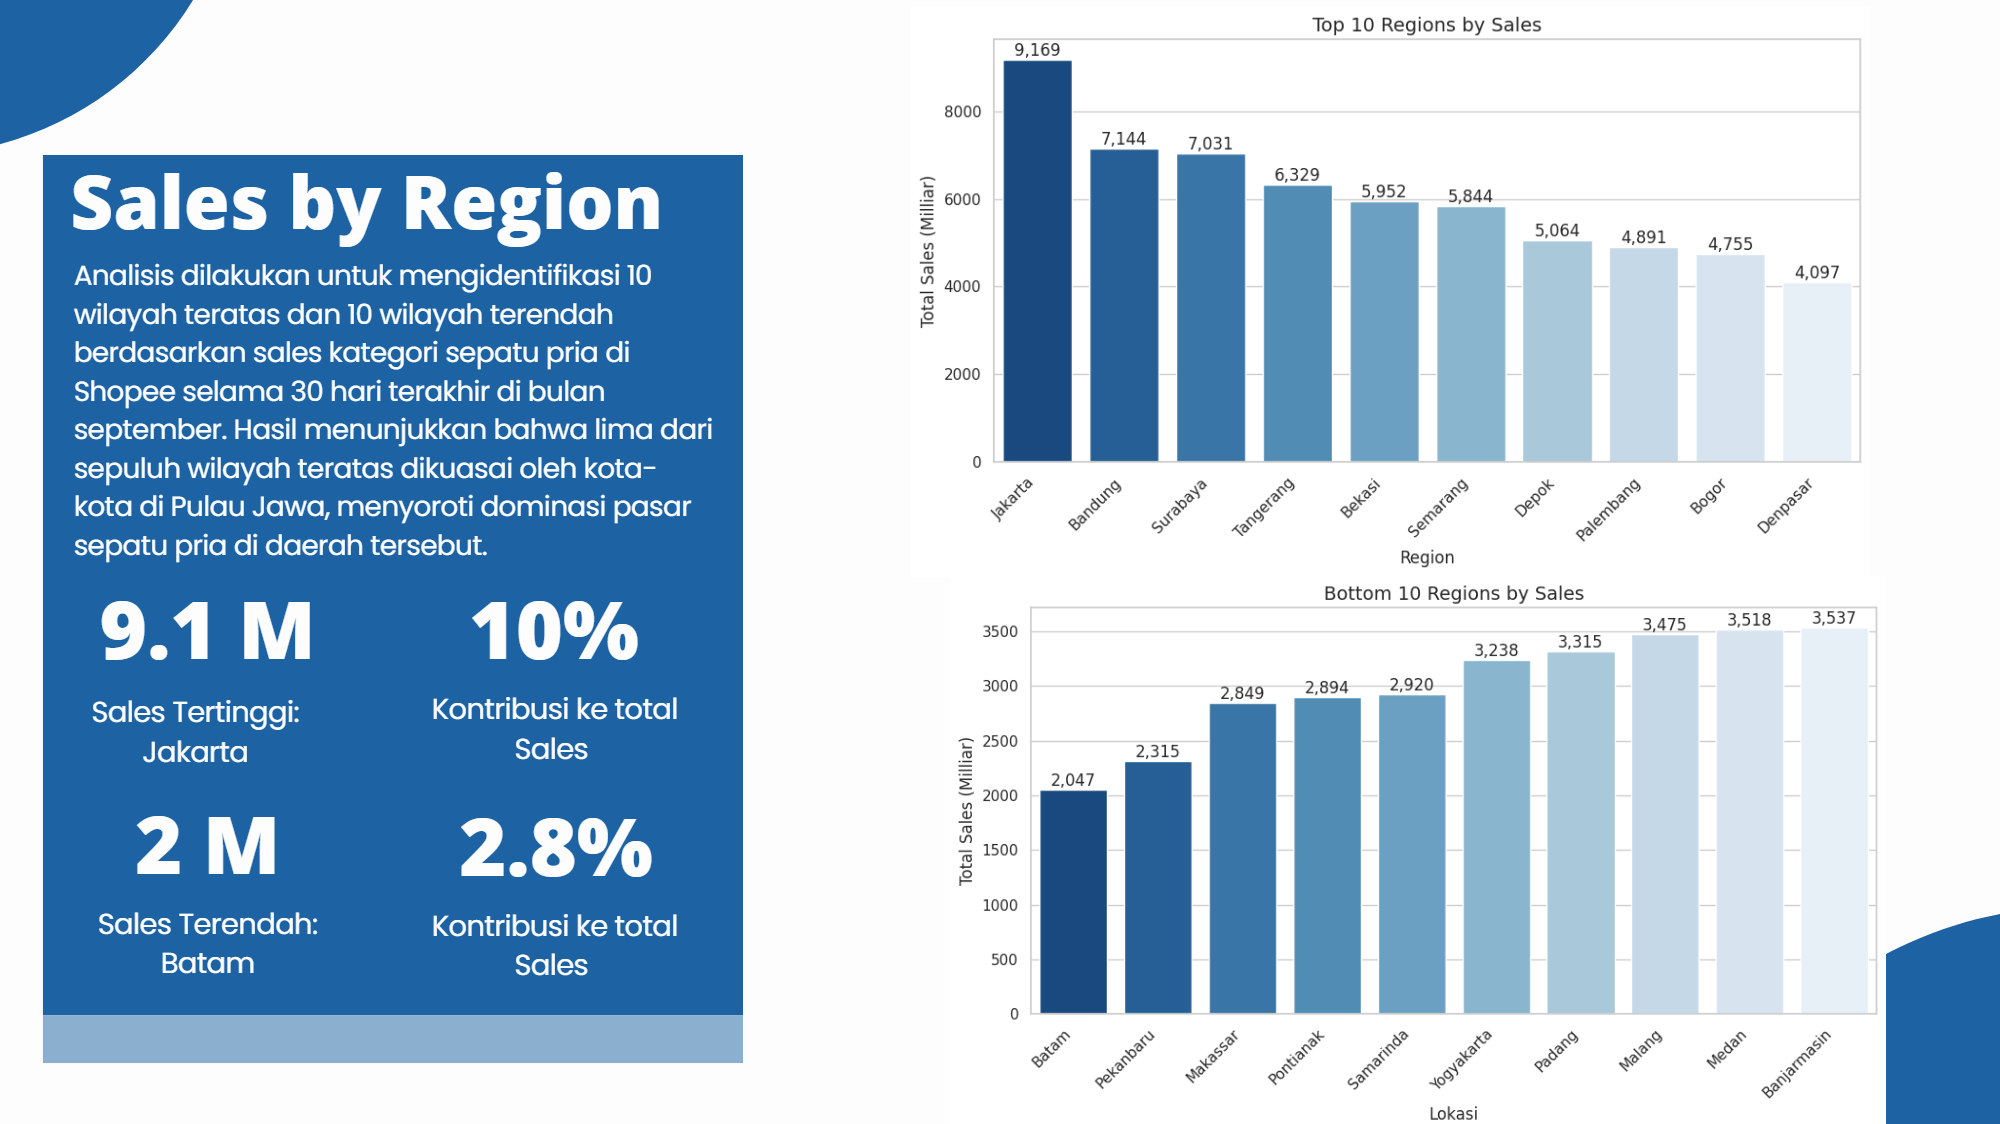 Sales by Region
Analisis dilakukan untuk mengidentifikasi 10
wilayah teratas dan 10 wilayah terendah
berdasarkan sales kategori sepatu pria di
Shopee selama 30 hari terakhir di bulan
september. Hasil menunjukkan bahwa lima dari
sepuluh wilayah teratas dikuasai oleh kota-
kota di Pulau Jawa, menyoroti dominasi pasar
sepatu pria di daerah tersebut.
9.1 M
Sales Tertinggi:
Jakarta
10%
Kontribusi ke total
Sales
2 M
Sales Terendah:
Batam
2.8%
Kontribusi ke total
Sales
Top 10 Regions by Sales
Total Sales (Milliar)
8000
6000
4000
2000
0
9,169
7,144
7,031
6,329
5,952
5,844
5,064
4,891
4,755
4,097
Jakarta
Bandung
Surabaya
Tangerang
Bekasi
Semarang
Depok
Palembang
Bogor
Denpasar
Region
Bottom 10 Regions by Sales
Total Sales (Milliar)
3500
3000
2500
2000
1500
1000
500
0
2,047
2,315
2,849
2,894
2,920
3,238
3,315
3,475
3,518
3,537
Batam
Pekanbaru
Makassar
Pontianak
Samarinda
Yogyakarta
Padang
Malang
Medan
Banjarmasin
Lokasi